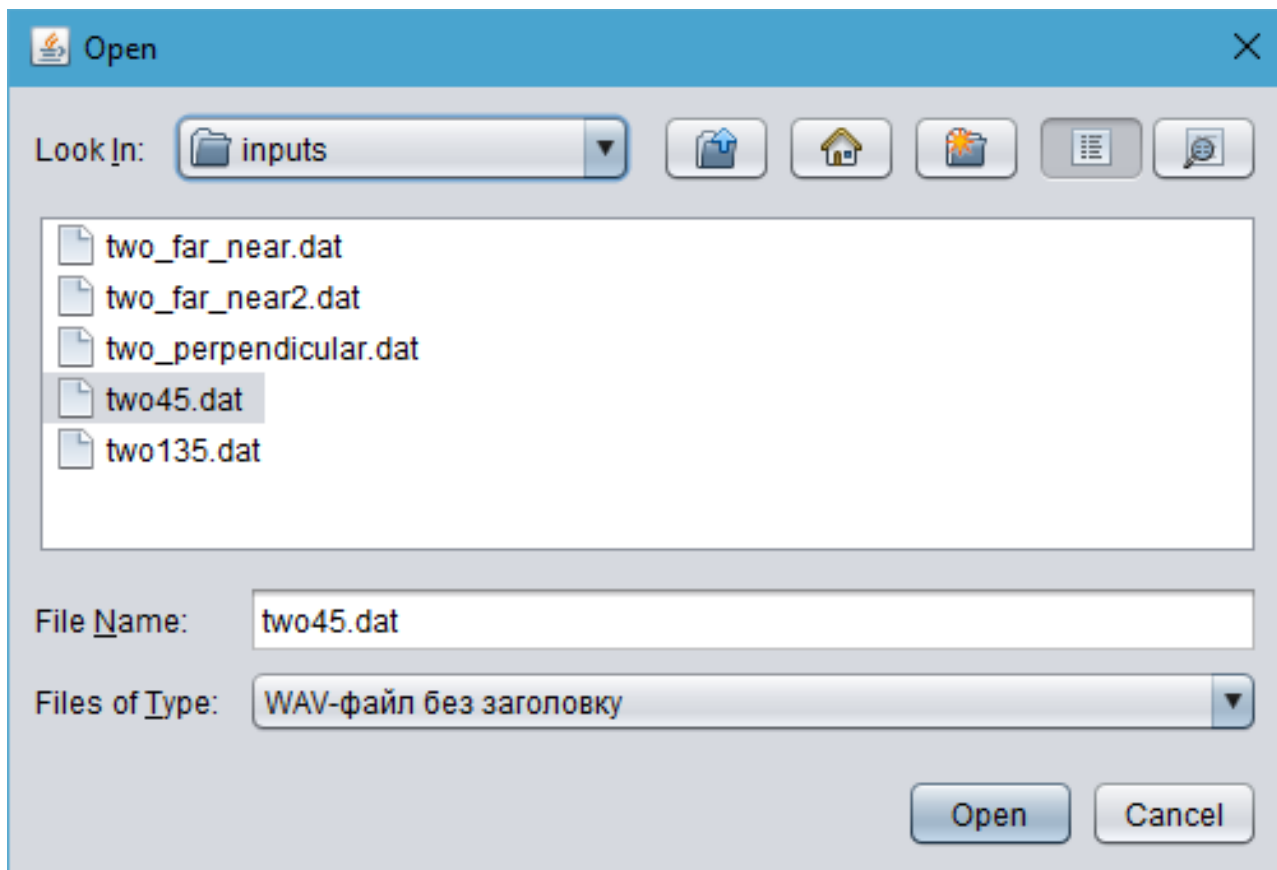 Open
Look In: inputs
two_far_near.dat
two_far_near2.dat
two_perpendicular.dat
two45.dat
two135.dat
File Name: two45.dat
Files of Type: WAV-файл без заголовку
Open Cancel